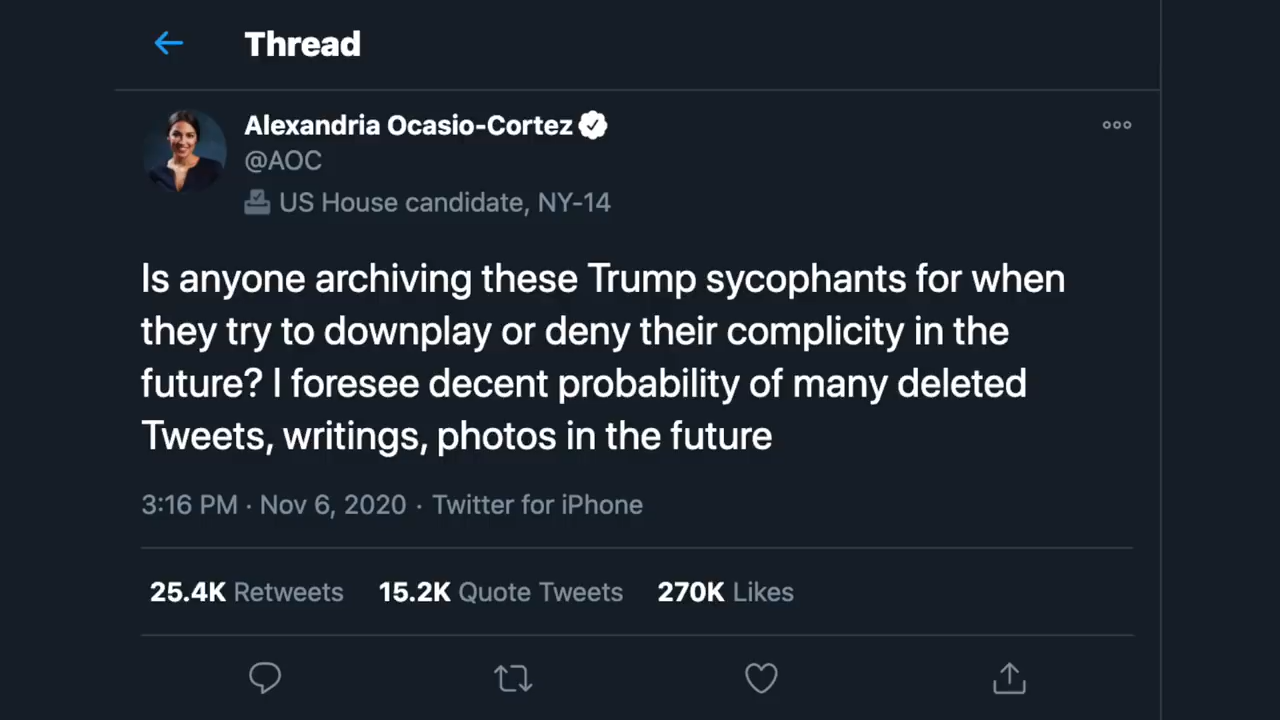 Thread
Alexandria Ocasio-Cortez
@AOC
US House candidate, NY-14
Is anyone archiving these Trump sycophants for when
they try to downplay or deny their complicity in the
future? I foresee decent probability of many deleted
Tweets, writings, photos in the future
3:16 PM · Nov 6, 2020 · Twitter for iPhone
25.4K Retweets 15.2K Quote Tweets 270K Likes